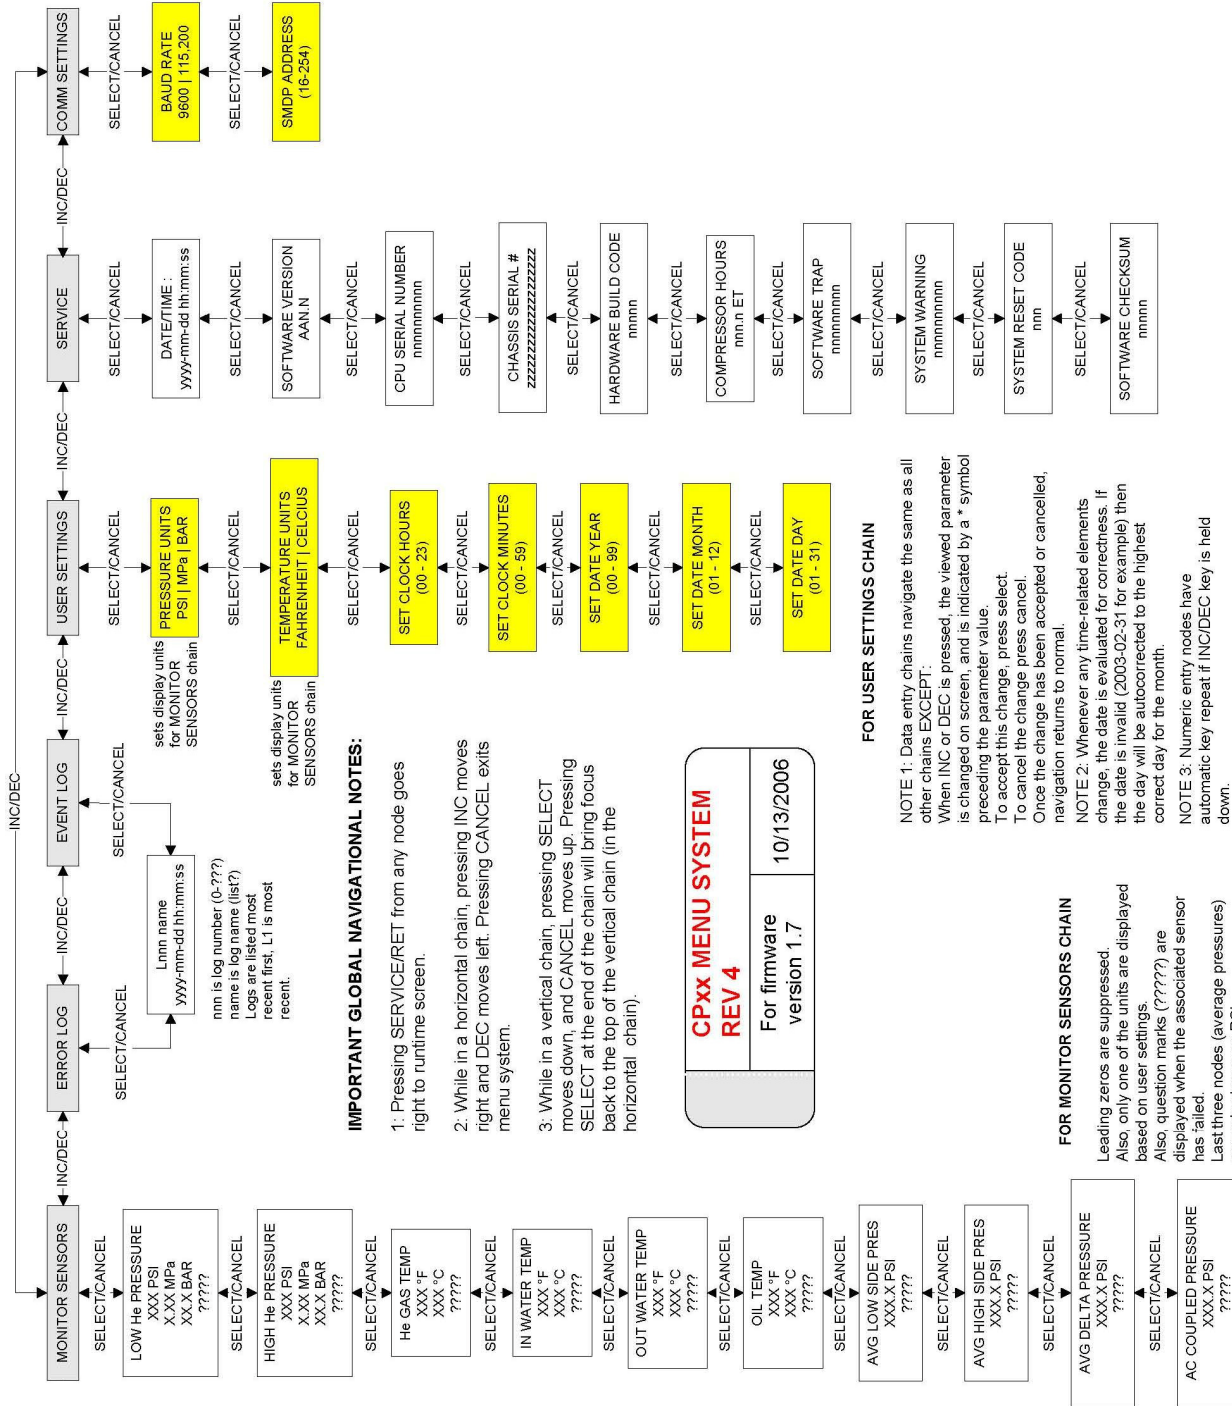 INC/DEC
MONITOR SENSORS
INC/DEC
ERROR LOG
INC/DEC
EVENT LOG
INC/DEC
USER SETTINGS
INC/DEC
SERVICE
INC/DEC
COMM SETTINGS
SELECT/CANCEL
LOW He PRESSURE
XXX PSI
X.XX MPa
XX.X BAR
?????
SELECT/CANCEL
HIGH He PRESSURE
XXX PSI
X.XX MPa
XX.X BAR
?????
SELECT/CANCEL
He GAS TEMP
XXX °F
XXX °C
?????
SELECT/CANCEL
IN WATER TEMP
XXX °F
XXX °C
?????
SELECT/CANCEL
OUT WATER TEMP
XXX °F
XXX °C
?????
SELECT/CANCEL
OIL TEMP
XXX °F
XXX °C
?????
SELECT/CANCEL
AVG LOW SIDE PRES
XXX.X PSI
?????
SELECT/CANCEL
AVG HIGH SIDE PRES
XXX.X PSI
?????
SELECT/CANCEL
AVG DELTA PRESSURE
XXX.X PSI
?????
SELECT/CANCEL
AC COUPLED PRESSURE
XXX.X PSI
?????
SELECT/CANCEL
SELECT/CANCEL
Lnnn name
yyyy-mm-dd hh:mm:ss
nnn is log number (0-???)
name is log name (list?)
Logs are listed most
recent first, L1 is most
recent.
IMPORTANT GLOBAL NAVIGATIONAL NOTES:
1: Pressing SERVICE/RET from any node goes
right to runtime screen.
2: While in a horizontal chain, pressing INC moves
right and DEC moves left. Pressing CANCEL exits
menu system.
3: While in a vertical chain, pressing SELECT
moves down, and CANCEL moves up. Pressing
SELECT at the end of the chain will bring focus
back to the top of the vertical chain (in the
horizontal chain).
CPxx MENU SYSTEM
REV 4
For firmware
version 1.7
10/13/2006
FOR MONITOR SENSORS CHAIN
Leading zeros are suppressed.
Also, only one of the units are displayed
based on user settings.
Also, question marks (?????) are
displayed when the associated sensor
has failed.
Last three nodes (average pressures)
SELECT/CANCEL
sets display units
for MONITOR
SENSORS chain
PRESSURE UNITS
PSI | MPa | BAR
SELECT/CANCEL
sets display units
for MONITOR
SENSORS chain
TEMPERATURE UNITS
FAHRENHEIT | CELCIUS
SELECT/CANCEL
SET CLOCK HOURS
(00 - 23)
SELECT/CANCEL
SET CLOCK MINUTES
(00 - 59)
SELECT/CANCEL
SET DATE YEAR
(00 - 99)
SELECT/CANCEL
SET DATE MONTH
(01 - 12)
SELECT/CANCEL
SET DATE DAY
(01 - 31)
FOR USER SETTINGS CHAIN
NOTE 1: Data entry chains navigate the same as all
other chains EXCEPT:
When INC or DEC is pressed, the viewed parameter
is changed on screen, and is indicated by a * symbol
preceding the parameter value.
To accept this change, press select.
To cancel the change press cancel.
Once the change has been accepted or cancelled,
navigation returns to normal.
NOTE 2: Whenever any time-related elements
change, the date is evaluated for correctness. If
the date is invalid (2003-02-31 for example) then
the day will be autocorrected to the highest
correct day for the month.
NOTE 3: Numeric entry nodes have
automatic key repeat if INC/DEC key is held
down.
SELECT/CANCEL
DATE/TIME :
yyyy-mm-dd hh:mm:ss
SELECT/CANCEL
SOFTWARE VERSION
AAN.N
SELECT/CANCEL
CPU SERIAL NUMBER
nnnnnnnnn
SELECT/CANCEL
CHASSIS SERIAL #
zzzzzzzzzzzzzzzzzzzz
SELECT/CANCEL
HARDWARE BUILD CODE
nnnnn
SELECT/CANCEL
COMPRESSOR HOURS
nnn.n ET
SELECT/CANCEL
SOFTWARE TRAP
nnnnnnnnn
SELECT/CANCEL
SYSTEM WARNING
nnnnnnnnn
SELECT/CANCEL
SYSTEM RESET CODE
nnn
SELECT/CANCEL
SOFTWARE CHECKSUM
nnnnn
SELECT/CANCEL
BAUD RATE
9600 | 115,200
SELECT/CANCEL
SMDP ADDRESS
(16-254)